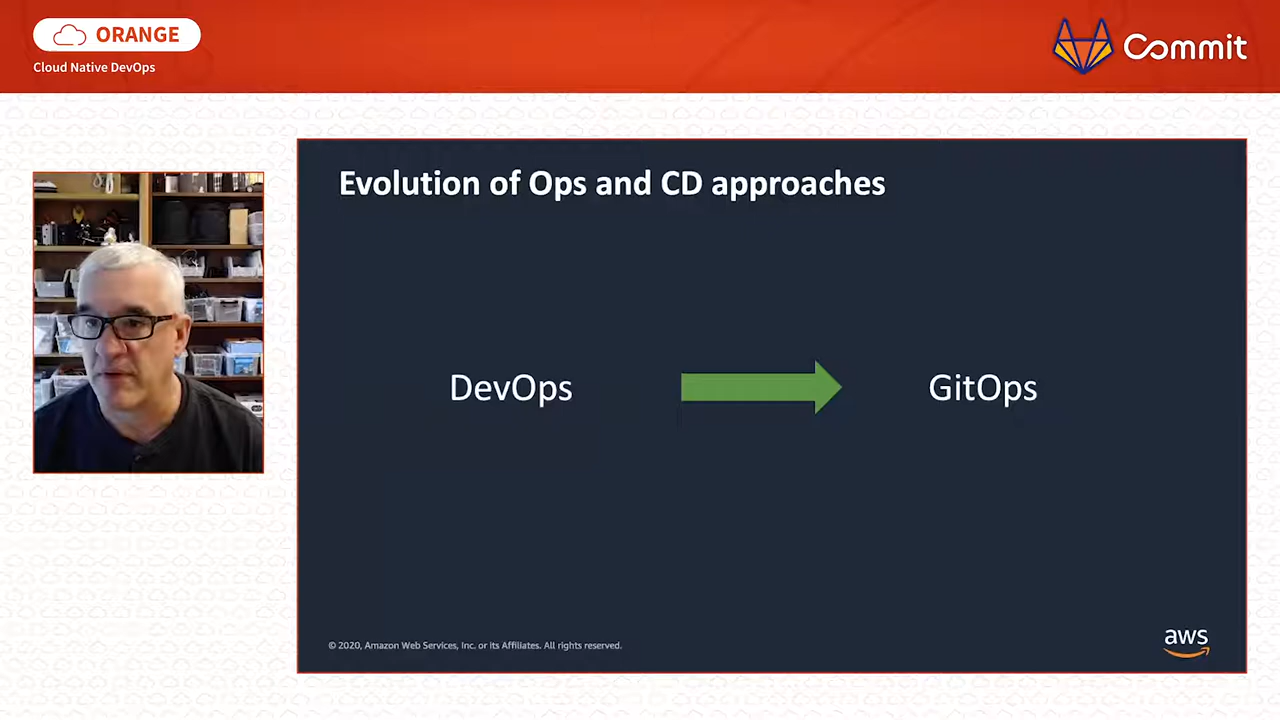 ORANGE
Cloud Native DevOps
Commit
Evolution of Ops and CD approaches
DevOps
GitOps
© 2020, Amazon Web Services, Inc. or its Affiliates. All rights reserved.
aws